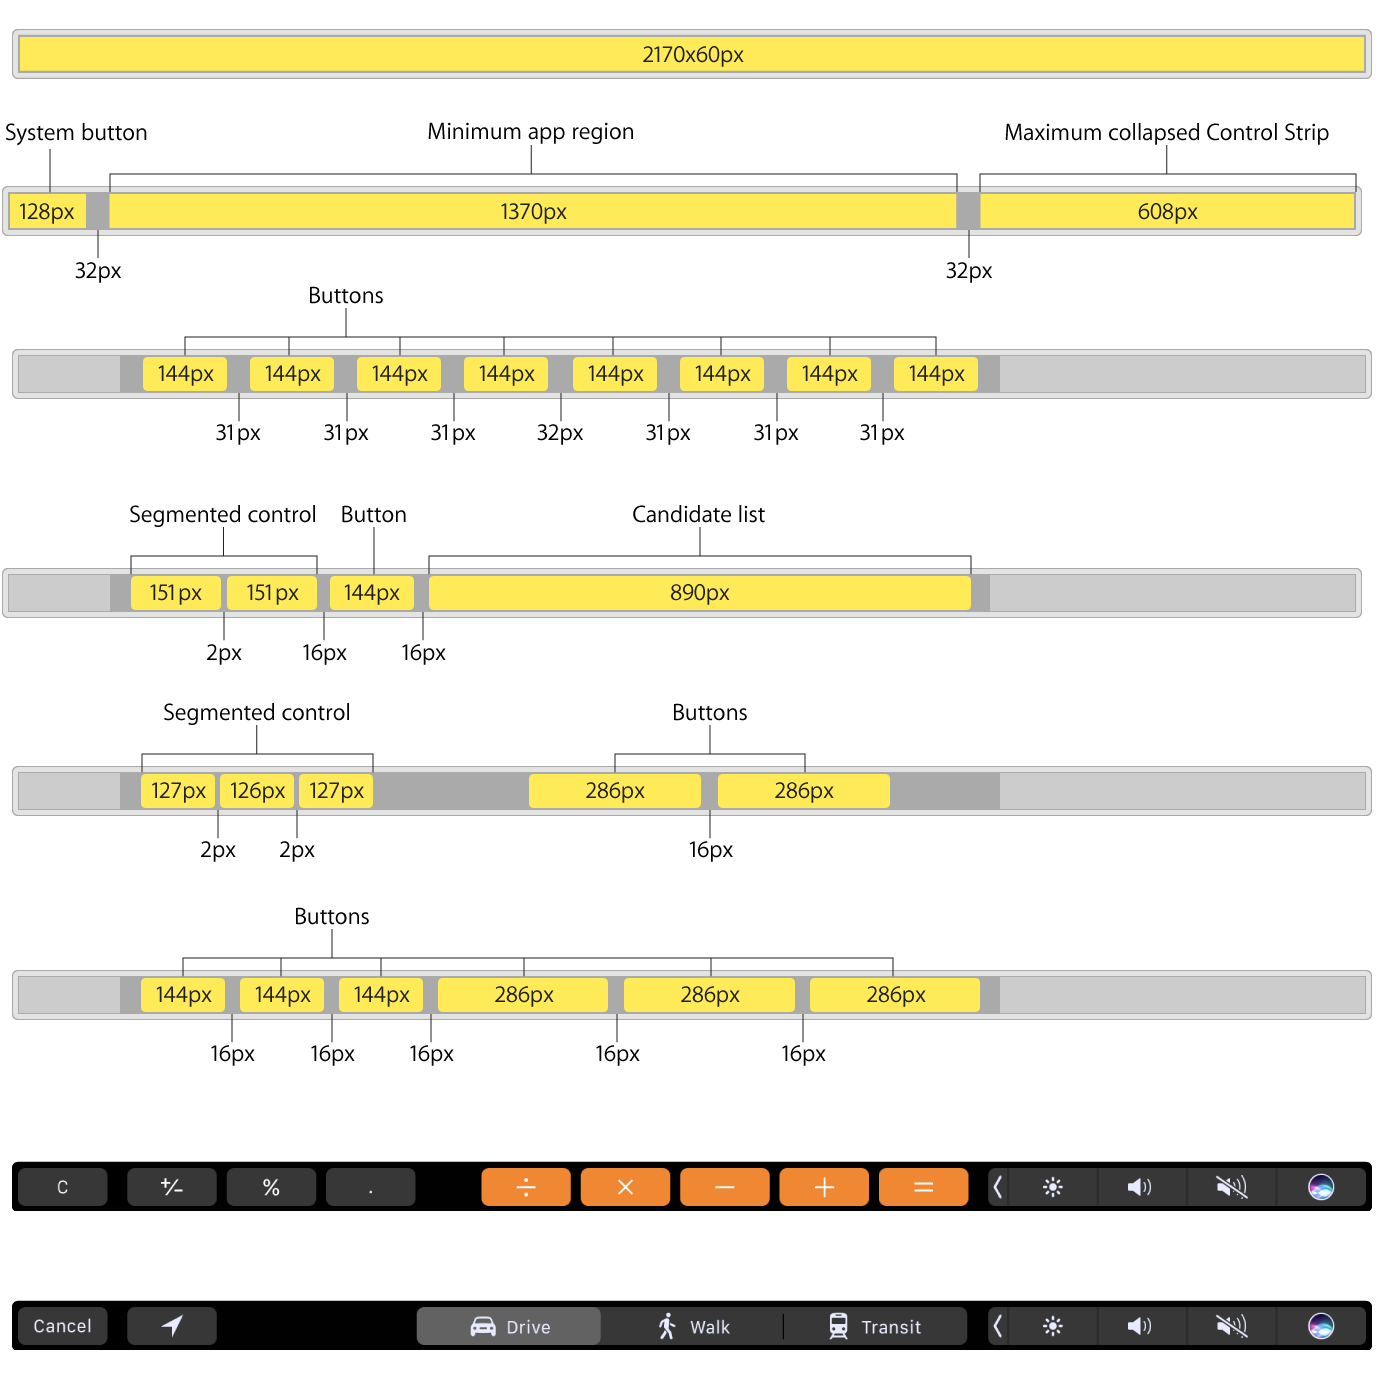 2170x60px
System button
Minimum app region
Maximum collapsed Control Strip
128px 1370px 608px
32px 32px
Buttons
144px 144px 144px 144px 144px 144px 144px 144px
31px 31px 31px 32px 31px 31px 31px
Segmented control Button Candidate list
151px 151px 144px 890px
2px 16px 16px
Segmented control Buttons
127px 126px 127px 286px 286px
2px 2px 16px
Buttons
144px 144px 144px 286px 286px 286px
16px 16px 16px 16px 16px
C +/- % . ÷ × − + =
Cancel Drive Walk Transit